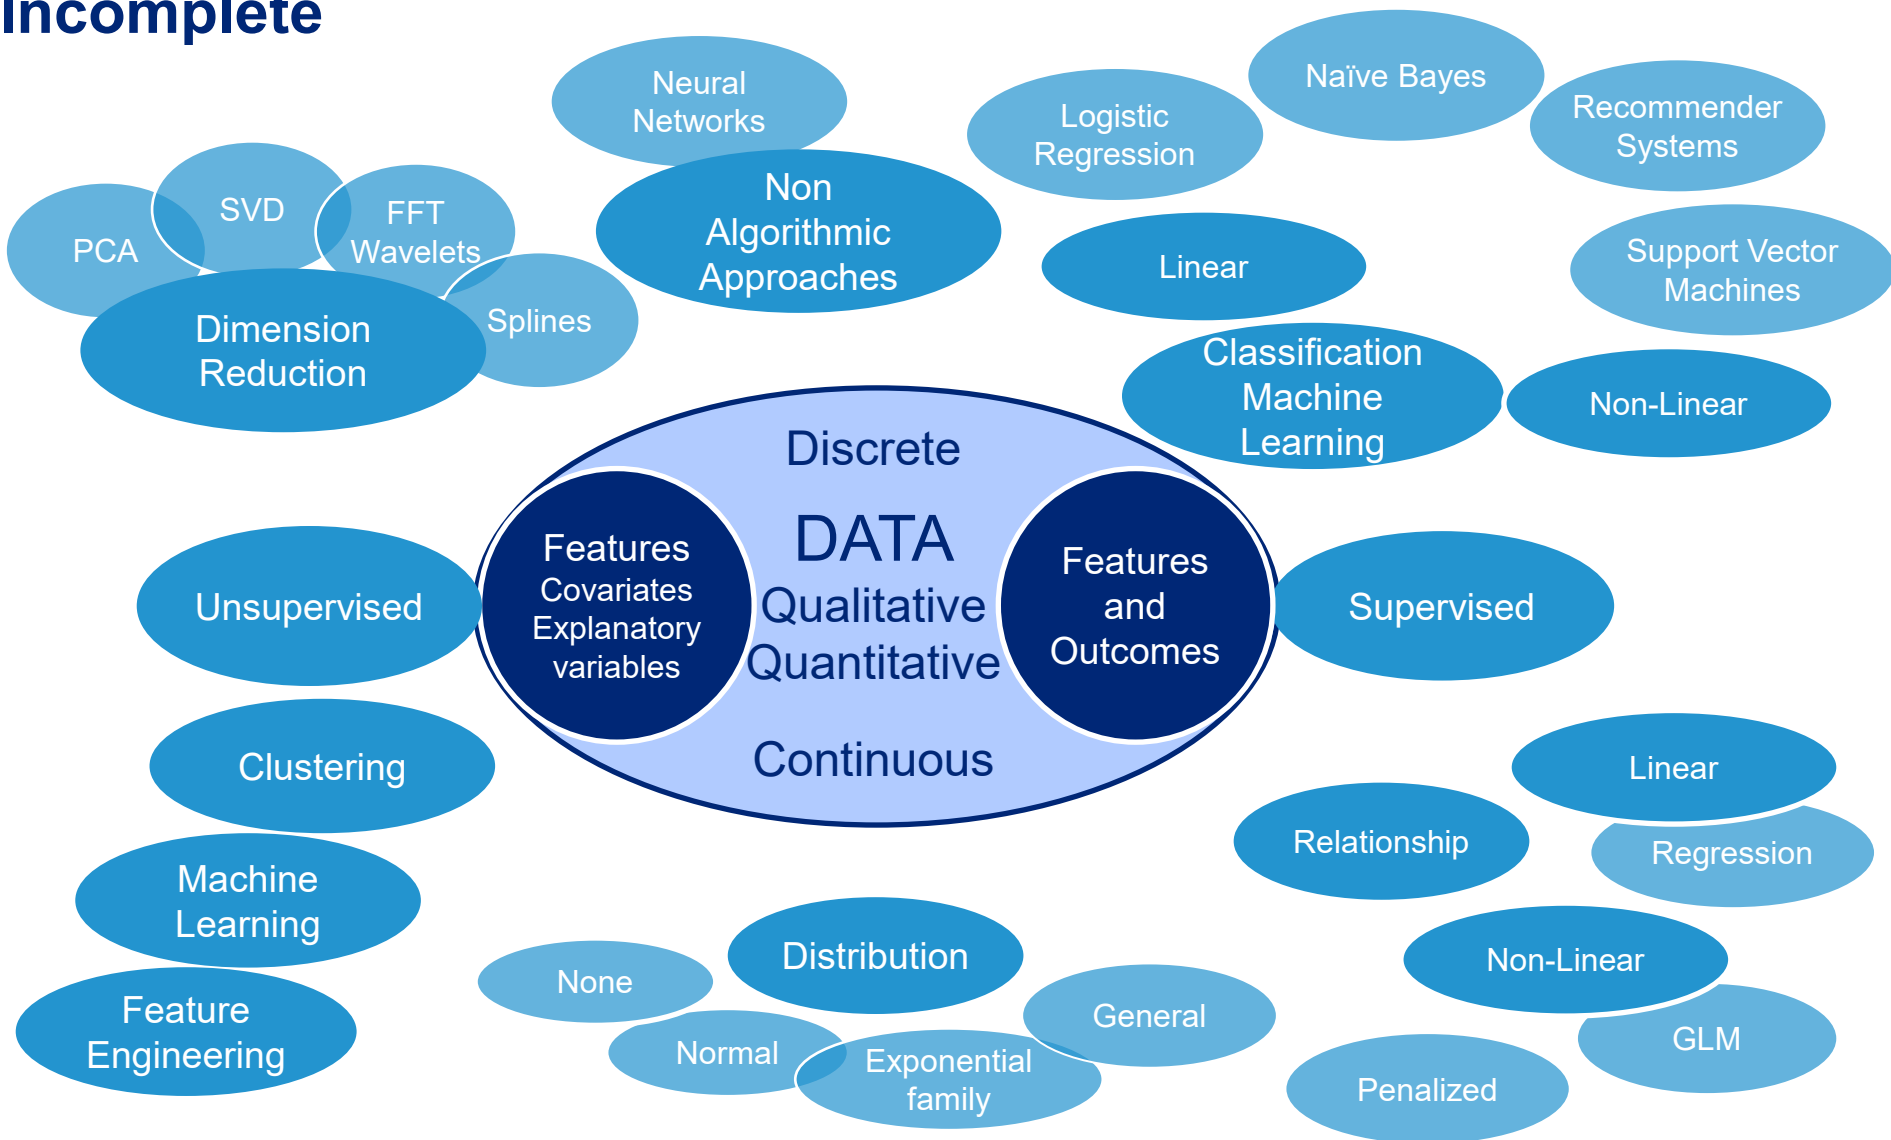 Incomplete
Neural
Networks
Logistic
Regression
Naïve Bayes
Recommender
Systems
PCA
SVD
FFT
Wavelets
Splines
Dimension
Reduction
Non
Algorithmic
Approaches
Linear
Support Vector
Machines
Classification
Machine
Learning
Non-Linear
Discrete
DATA
Qualitative
Quantitative
Continuous
Features
Covariates
Explanatory
variables
Features
and
Outcomes
Unsupervised
Supervised
Clustering
Machine
Learning
Feature
Engineering
Linear
Relationship
Regression
Non-Linear
GLM
Penalized
Distribution
None
Normal
Exponential
family
General